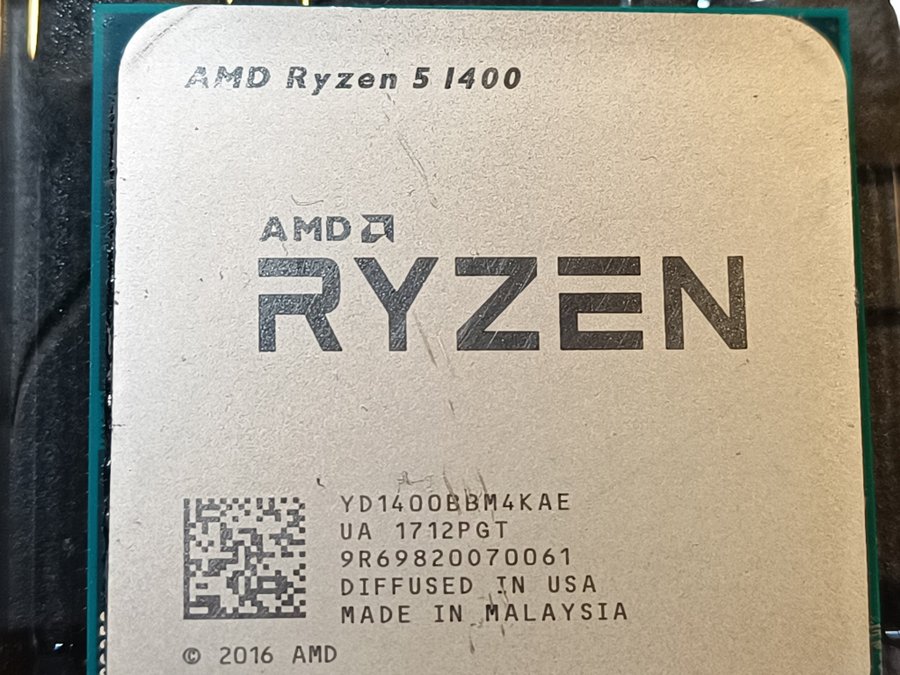 AMD Ryzen 5 1400
AMD
RYZEN
YD1400BBM4KAE
UA 1712PGT
9R69820070061
DIFFUSED IN USA
MADE IN MALAYSIA
© 2016 AMD